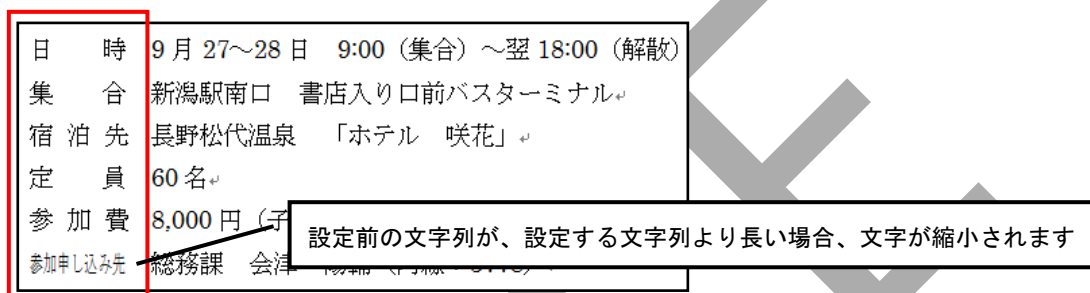 日　　時　9月27～28日　9:00（集合）～翌18:00（解散）
集　　合　新潟駅南口　書店入り口前バスターミナル↵
宿 泊 先　長野松代温泉　「ホテル　咲花」↵
定　　員　60名↵
参 加 費　8,000円（子
設定前の文字列が、設定する文字列より長い場合、文字が縮小されます
参加申し込み先　総務課　会津